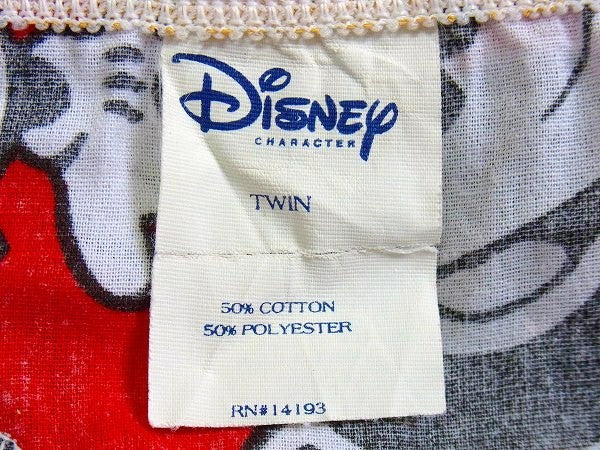 DISNEY
CHARACTER
TWIN
50% COTTON
50% POLYESTER
RN#14193